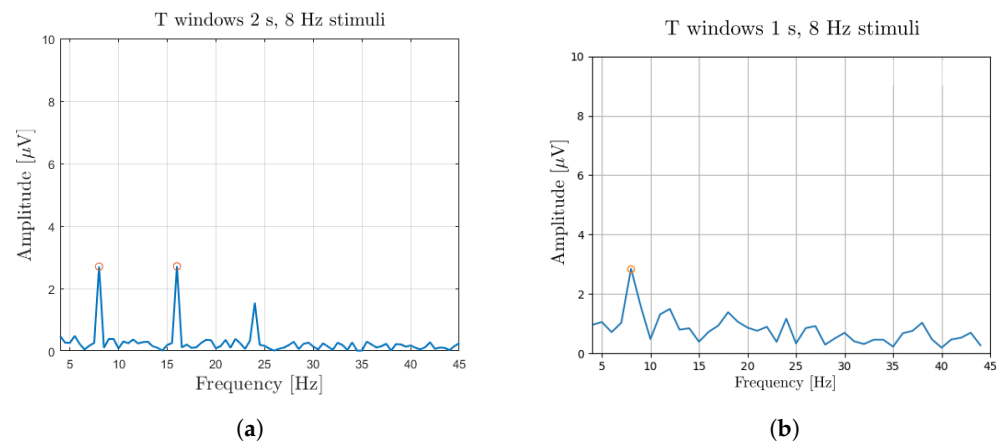 T windows 2 s, 8 Hz stimuli
10
8
6
4
2
0
Amplitude [μV]
5 10 15 20 25 30 35 40 45
Frequency [Hz]
(a)
T windows 1 s, 8 Hz stimuli
10
8
6
4
2
0
Amplitude [μV]
5 10 15 20 25 30 35 40 45
Frequency [Hz]
(b)